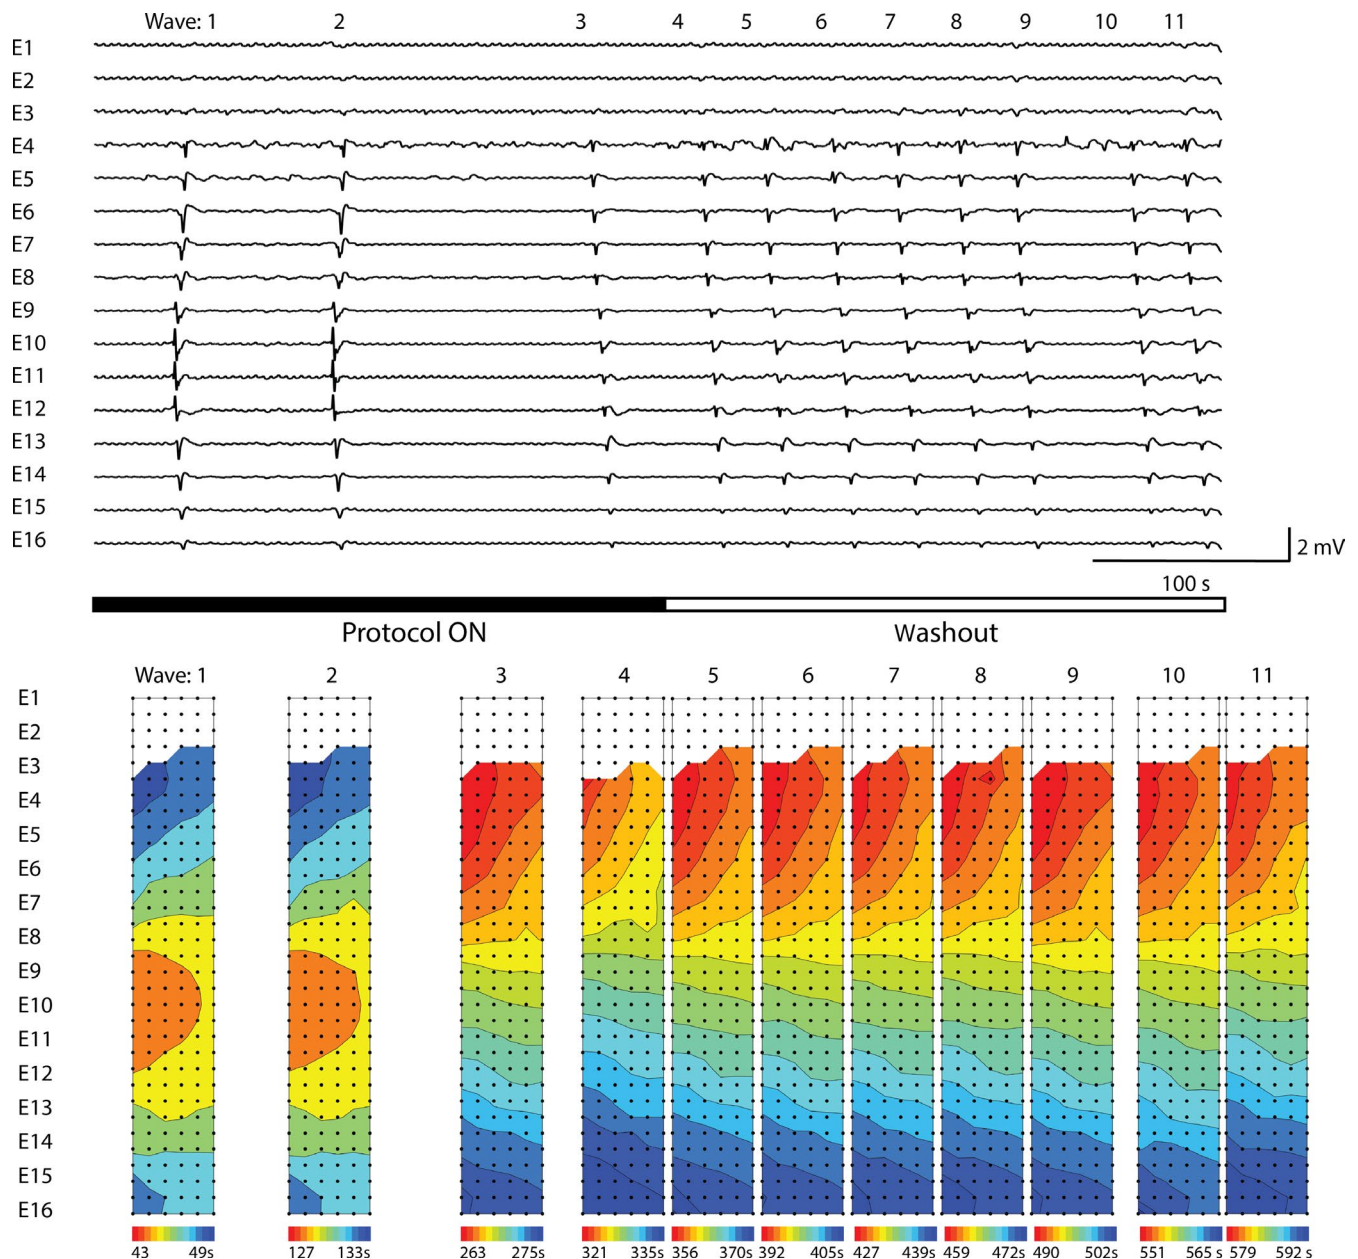 Wave: 1 2 3 4 5 6 7 8 9 10 11
E1
E2
E3
E4
E5
E6
E7
E8
E9
E10
E11
E12
E13
E14
E15
E16
2 mV
100 s
Protocol ON Washout
Wave: 1 2 3 4 5 6 7 8 9 10 11
E1
E2
E3
E4
E5
E6
E7
E8
E9
E10
E11
E12
E13
E14
E15
E16
43 49s 127 133s 263 275s 321 335s 356 370s 392 405s 427 439s 459 472s 490 502s 551 565s 579 592 s